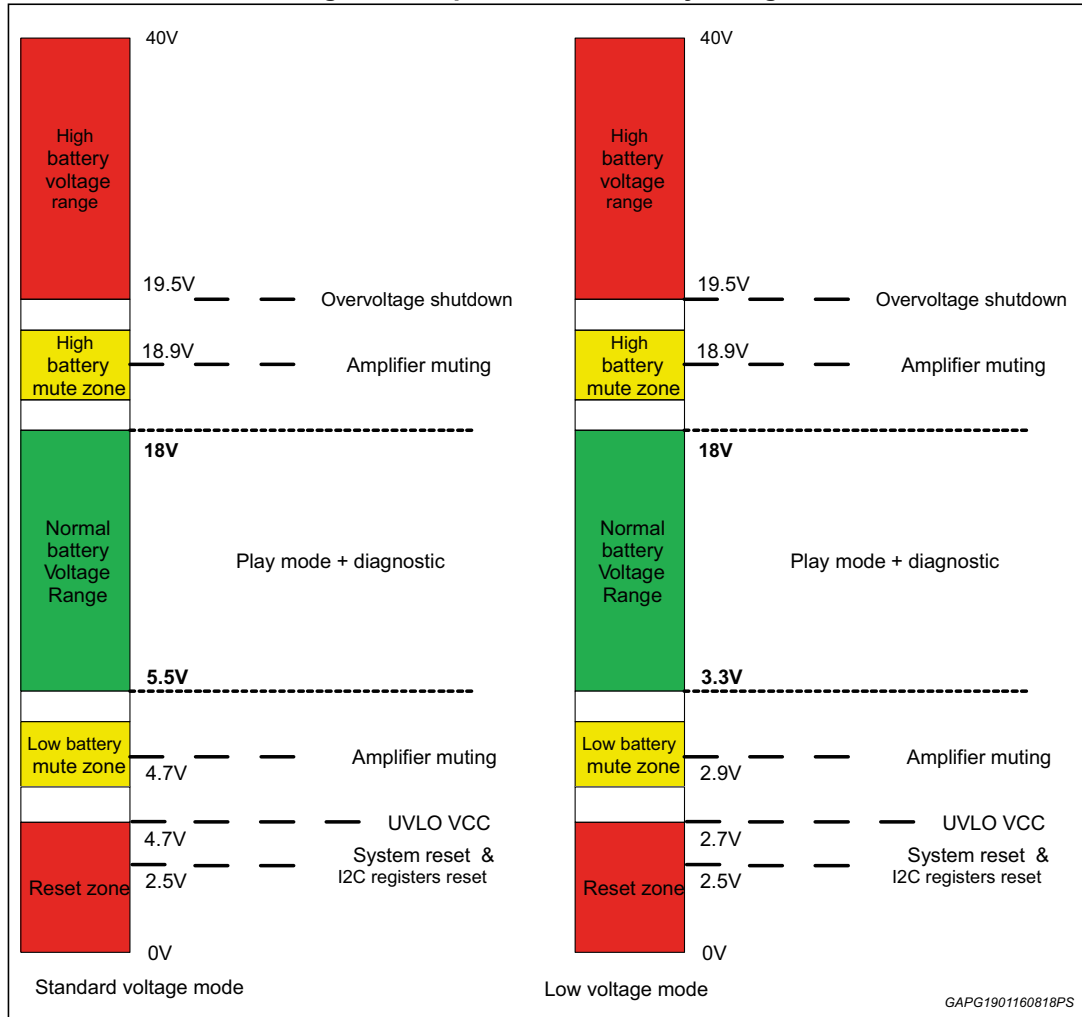 40V
High
battery
voltage
range
19.5V
Overvoltage shutdown
High
battery
mute zone
18.9V
Amplifier muting
18V
Normal
battery
Voltage
Range
Play mode + diagnostic
5.5V
Low battery
mute zone
Amplifier muting
4.7V
UVLO VCC
4.7V
System reset &
I2C registers reset
2.5V
Reset zone
0V
Standard voltage mode
40V
High
battery
voltage
range
19.5V
Overvoltage shutdown
High
battery
mute zone
18.9V
Amplifier muting
18V
Normal
battery
Voltage
Range
Play mode + diagnostic
3.3V
Low battery
mute zone
Amplifier muting
2.9V
UVLO VCC
2.7V
System reset &
I2C registers reset
2.5V
Reset zone
0V
Low voltage mode
GAPG1901160818PS